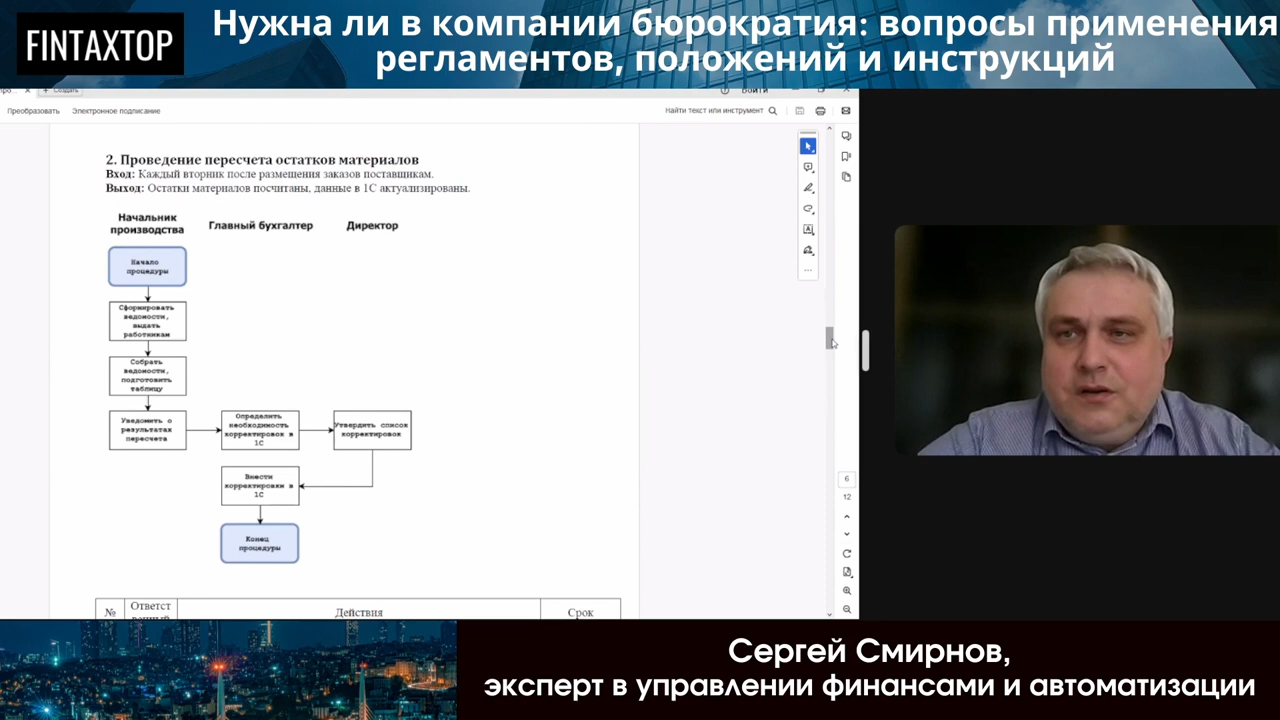 FINTAXTOP
Нужна ли в компании бюрократия: вопросы применения
регламентов, положений и инструкций
Создать
Войти
Преобразовать Электронное подписание
Найти текст или инструмент
2. Проведение пересчета остатков материалов
Вход: Каждый вторник после размещения заказов поставщикам.
Выход: Остатки материалов посчитаны, данные в 1С актуализированы.
Начальник
производства
Главный бухгалтер
Директор
Начало
процедуры
Сформировать
ведомости,
выдать
работникам
Собрать
ведомости,
подготовить
таблицу
Уведомить о
результатах
пересчета
Определить
необходимость
корректировок в
1С
Утвердить список
корректировок
Внести
корректировки в
1С
Конец
процедуры
6
12
№ Ответст Действия Срок
Сергей Смирнов,
эксперт в управлении финансами и автоматизации